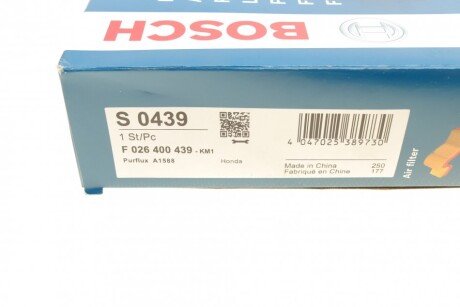 BOSCH
S 0439
1 St/Pc
F 026 400 439 - KM1
Purflux A1588
Honda
4 047025 389730
Made in China 250
Fabriqué en Chine 177
Air filter